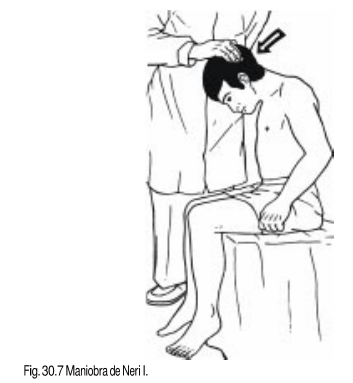 Fig. 30.7 Maniobra de Neri I.